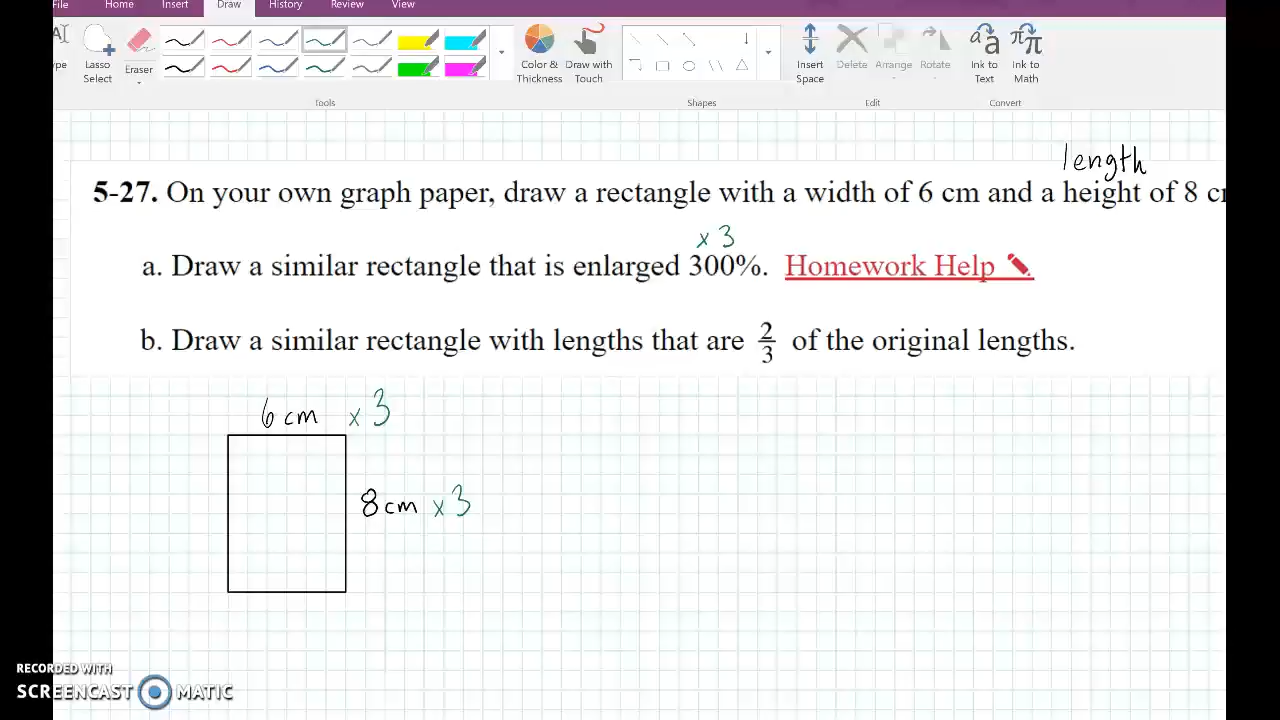 File Home Insert Draw History Review View
Lasso Select
Eraser
Color & Thickness
Draw with Touch
Insert Space
Delete
Arrange
Rotate
Ink to Text
Ink to Math
Tools Shapes Edit Convert
length
5-27. On your own graph paper, draw a rectangle with a width of 6 cm and a height of 8
x 3
a. Draw a similar rectangle that is enlarged 300%. Homework Help
b. Draw a similar rectangle with lengths that are 2/3 of the original lengths.
6 cm x 3
8 cm x 3
RECORDED WITH
SCREENCAST MATIC